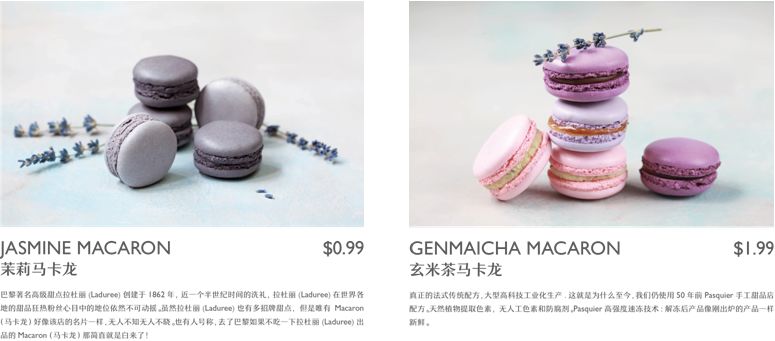 JASMINE MACARON $0.99
茉莉马卡龙
巴黎著名高级甜点拉杜丽 (Laduree) 创建于 1862 年, 近一个半世纪时间的洗礼, 拉杜丽 (Laduree) 在世界各
地的甜品狂热粉丝心目中的地位依然不可动摇。虽然拉杜丽 (Laduree) 也有多招牌甜点, 但是唯有 Macaron
(马卡龙) 好像该店的名片一样, 无人不知无人不晓。也有人号称, 去了巴黎如果不吃一下拉杜丽 (Laduree) 出
品的 Macaron (马卡龙) 那简直就是白来了!
GENMAICHA MACARON $1.99
玄米茶马卡龙
真正的法式传统配方, 大型高科技工业化生产. 这就是为什么至今, 我们仍使用 50 年前 Pasquier 手工甜品店
配方。天然植物提取色素, 无人工色素和防腐剂。Pasquier 高强度速冻技术: 解冻后产品像刚出炉的产品一样
新鲜。